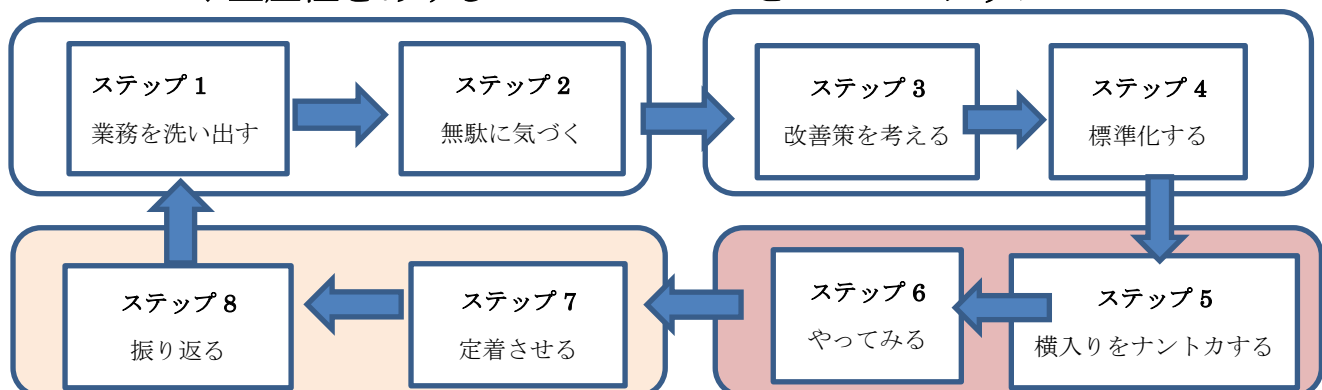 ステップ 1
業務を洗い出す
ステップ 2
無駄に気づく
ステップ 3
改善策を考える
ステップ 4
標準化する
ステップ 5
横入りをナントカする
ステップ 6
やってみる
ステップ 7
定着させる
ステップ 8
振り返る